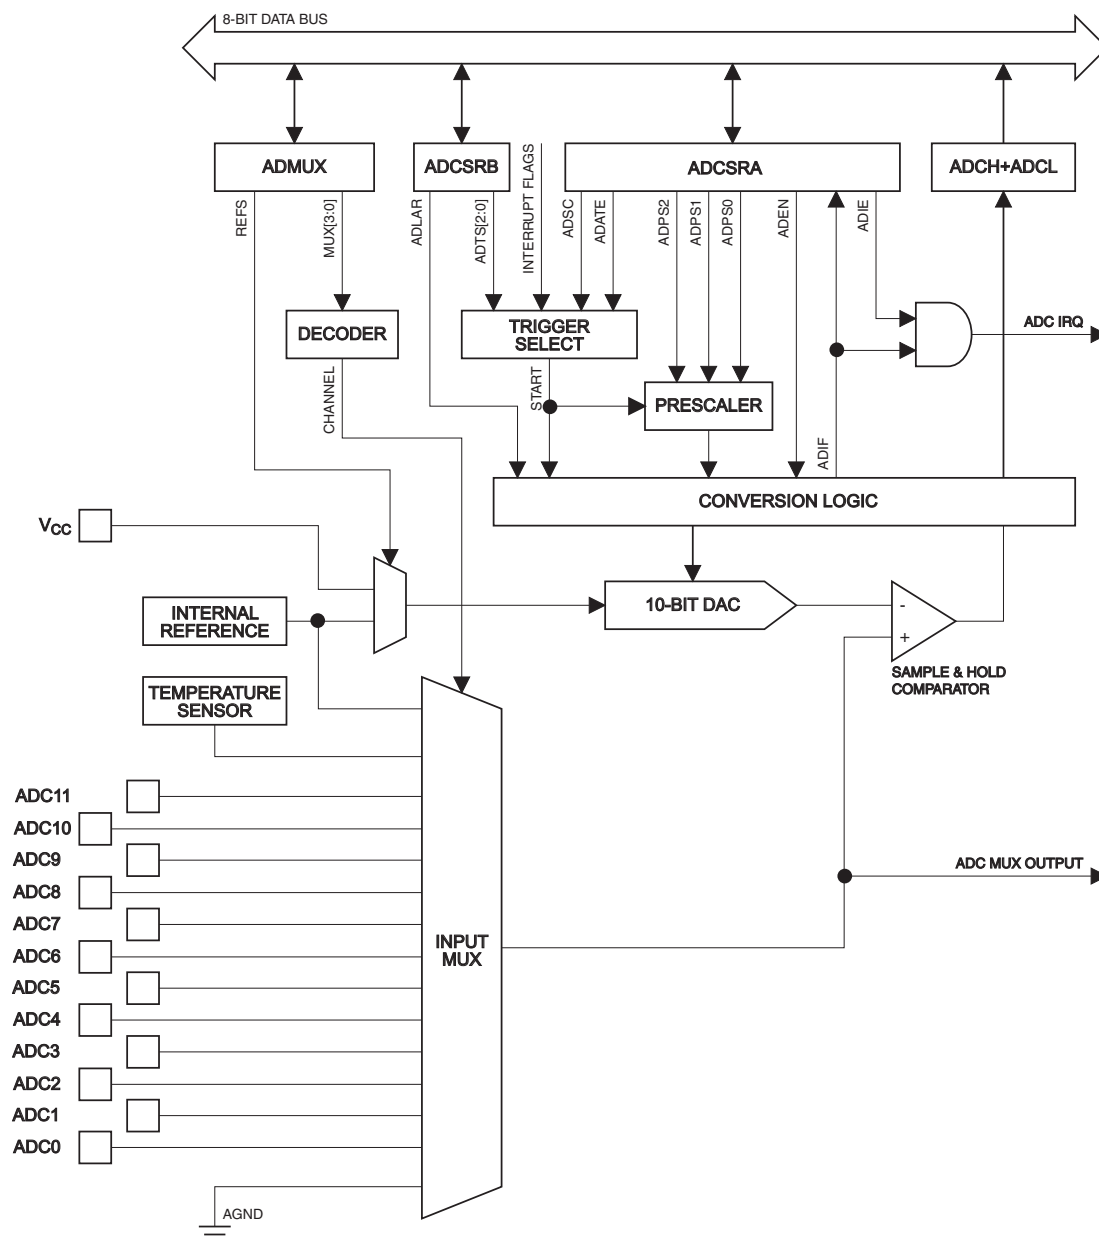 8-BIT DATA BUS
ADMUX
ADCSRB
ADCSRA
ADCH+ADCL
REFS
MUX[3:0]
ADLAR
ADTS[2:0]
INTERRUPT FLAGS
ADSC
ADATE
ADPS2
ADPS1
ADPS0
ADEN
ADIE
DECODER
TRIGGER
SELECT
ADC IRQ
CHANNEL
START
PRESCALER
ADIF
CONVERSION LOGIC
VCC
INTERNAL
REFERENCE
10-BIT DAC
-
+
SAMPLE & HOLD
COMPARATOR
TEMPERATURE
SENSOR
ADC11
ADC10
ADC9
ADC8
ADC7
ADC6
ADC5
ADC4
ADC3
ADC2
ADC1
ADC0
INPUT
MUX
ADC MUX OUTPUT
AGND